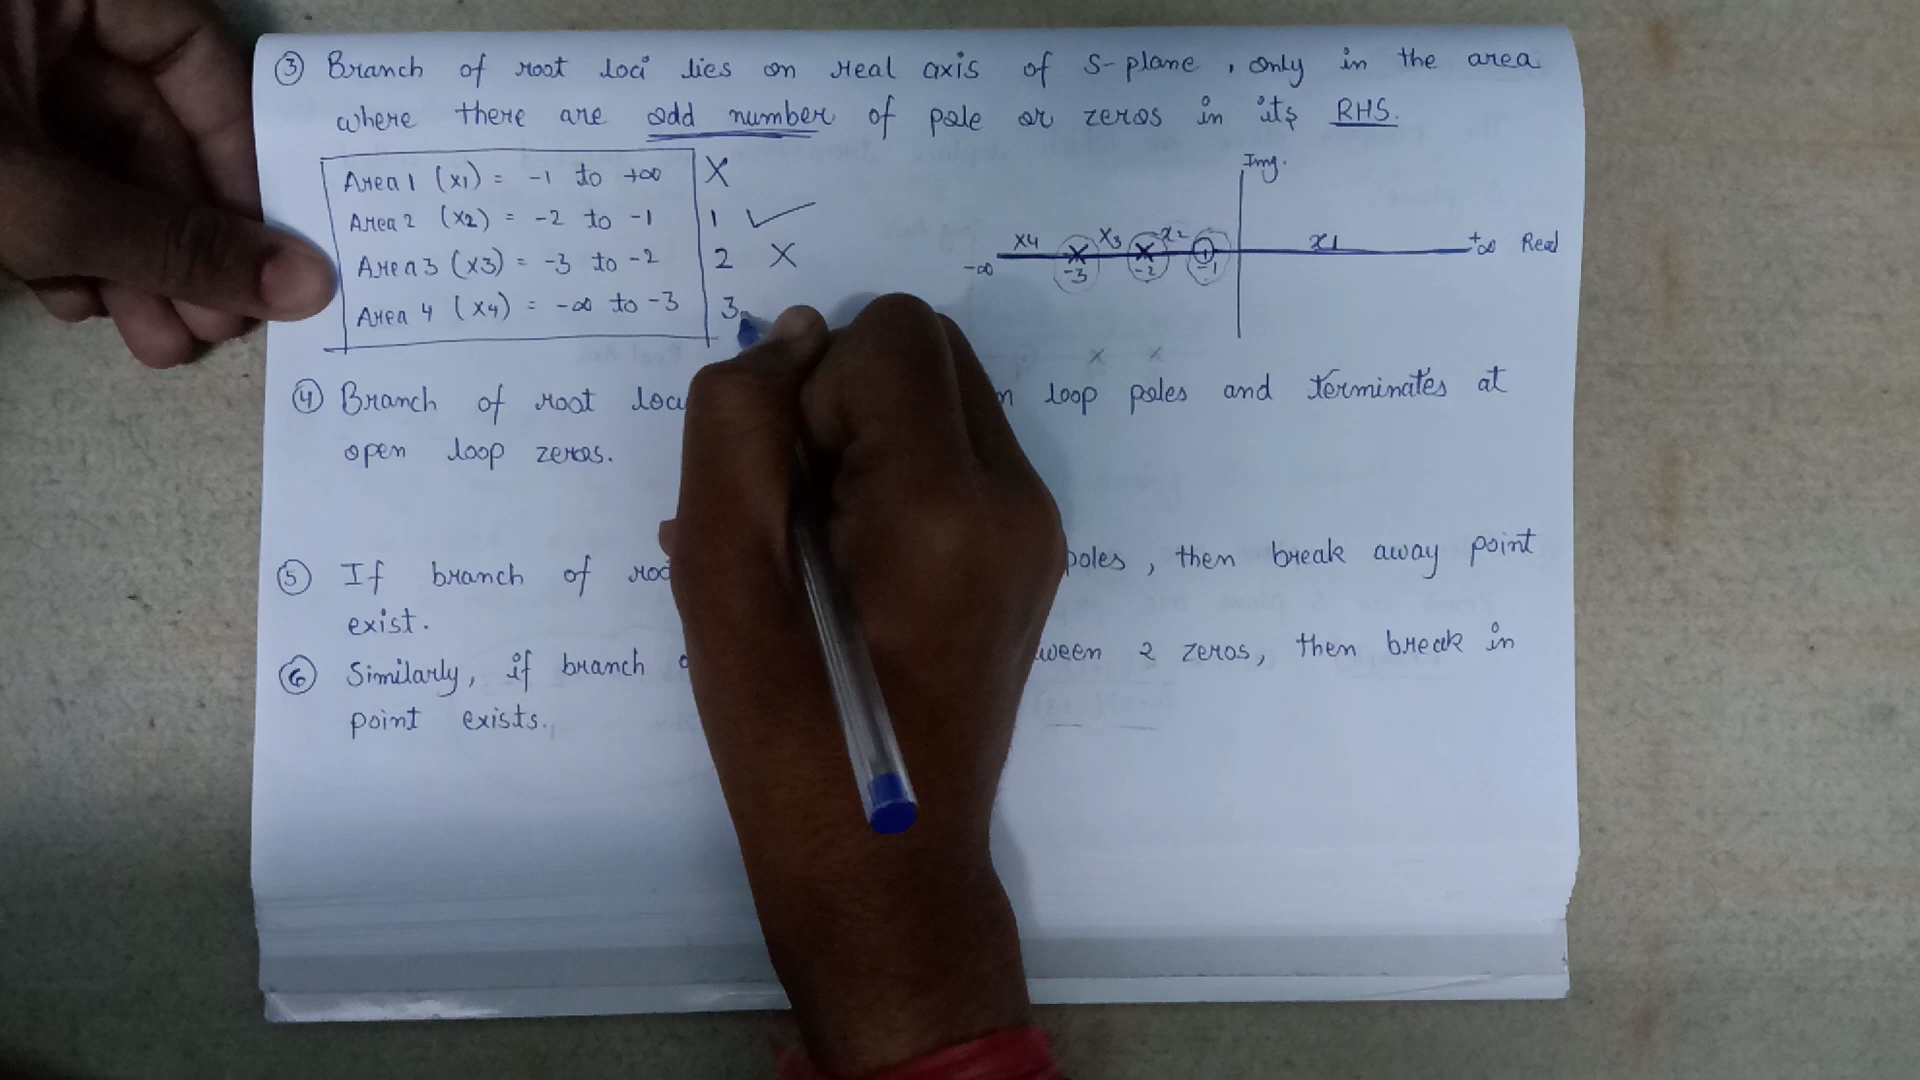 ③ Branch of root loci lies on real axis of s-plane, only in the area
where there are odd number of pole or zeros in its RHS.
Area 1 (x1) = -1 to +∞ X
Area 2 (x2) = -2 to -1 1 ✓
Area 3 (x3) = -3 to -2 2 X
Area 4 (x4) = -∞ to -3 3
Img.
-∞ x4 x3 x2 x1 +∞ Real
-3 -2 -1
④ Branch of root loop poles and terminates at
open loop zeros.
⑤ If branch of poles, then break away point
exist.
⑥ Similarly, if branch 2 zeros, then break in
point exists.